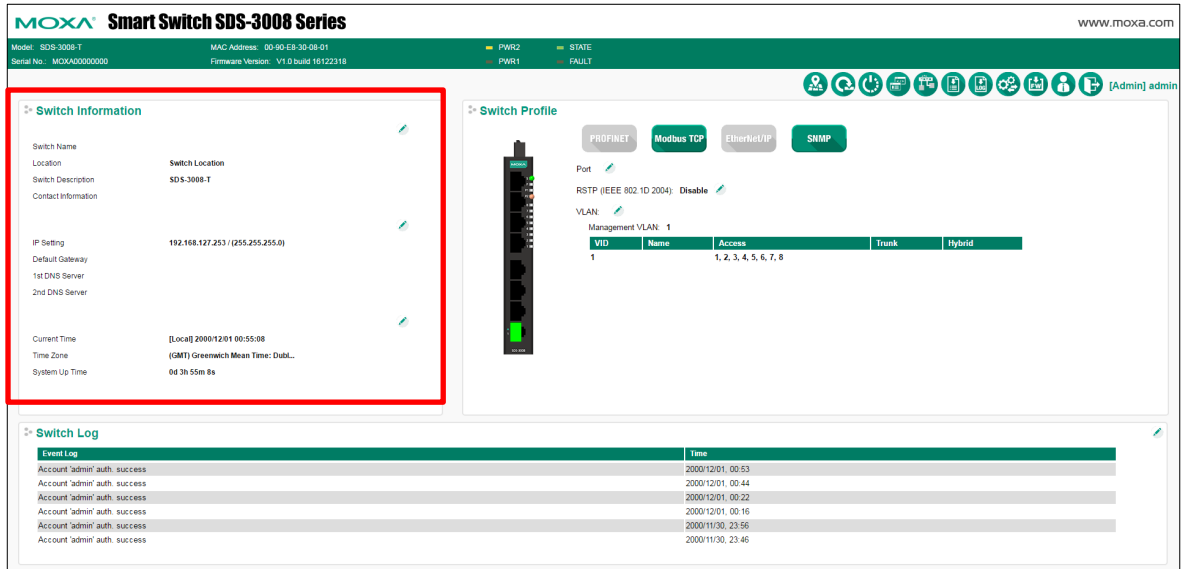 MOXA Smart Switch SDS-3008 Series www.moxa.com
Model: SDS-3008-T MAC Address: 00-90-E8-30-08-01 PWR2 STATE
Serial No.: MOXA00000000 Firmware Version: V1.0 build 16122318 PWR1 FAULT
[Admin] admin
Switch Information
Switch Name
Location Switch Location
Switch Description SDS-3008-T
Contact Information
IP Setting 192.168.127.253 / (255.255.255.0)
Default Gateway
1st DNS Server
2nd DNS Server
Current Time [Local] 2000/12/01 00:55:08
Time Zone (GMT) Greenwich Mean Time: Dubl...
System Up Time 0d 3h 55m 8s
Switch Profile
PROFINET Modbus TCP EtherNet/IP SNMP
Port
RSTP (IEEE 802.1D 2004): Disable
VLAN:
Management VLAN: 1
VID Name Access Trunk Hybrid
1 1, 2, 3, 4, 5, 6, 7, 8
Switch Log
Event Log Time
Account 'admin' auth. success 2000/12/01, 00:53
Account 'admin' auth. success 2000/12/01, 00:44
Account 'admin' auth. success 2000/12/01, 00:22
Account 'admin' auth. success 2000/12/01, 00:16
Account 'admin' auth. success 2000/11/30, 23:56
Account 'admin' auth. success 2000/11/30, 23:46